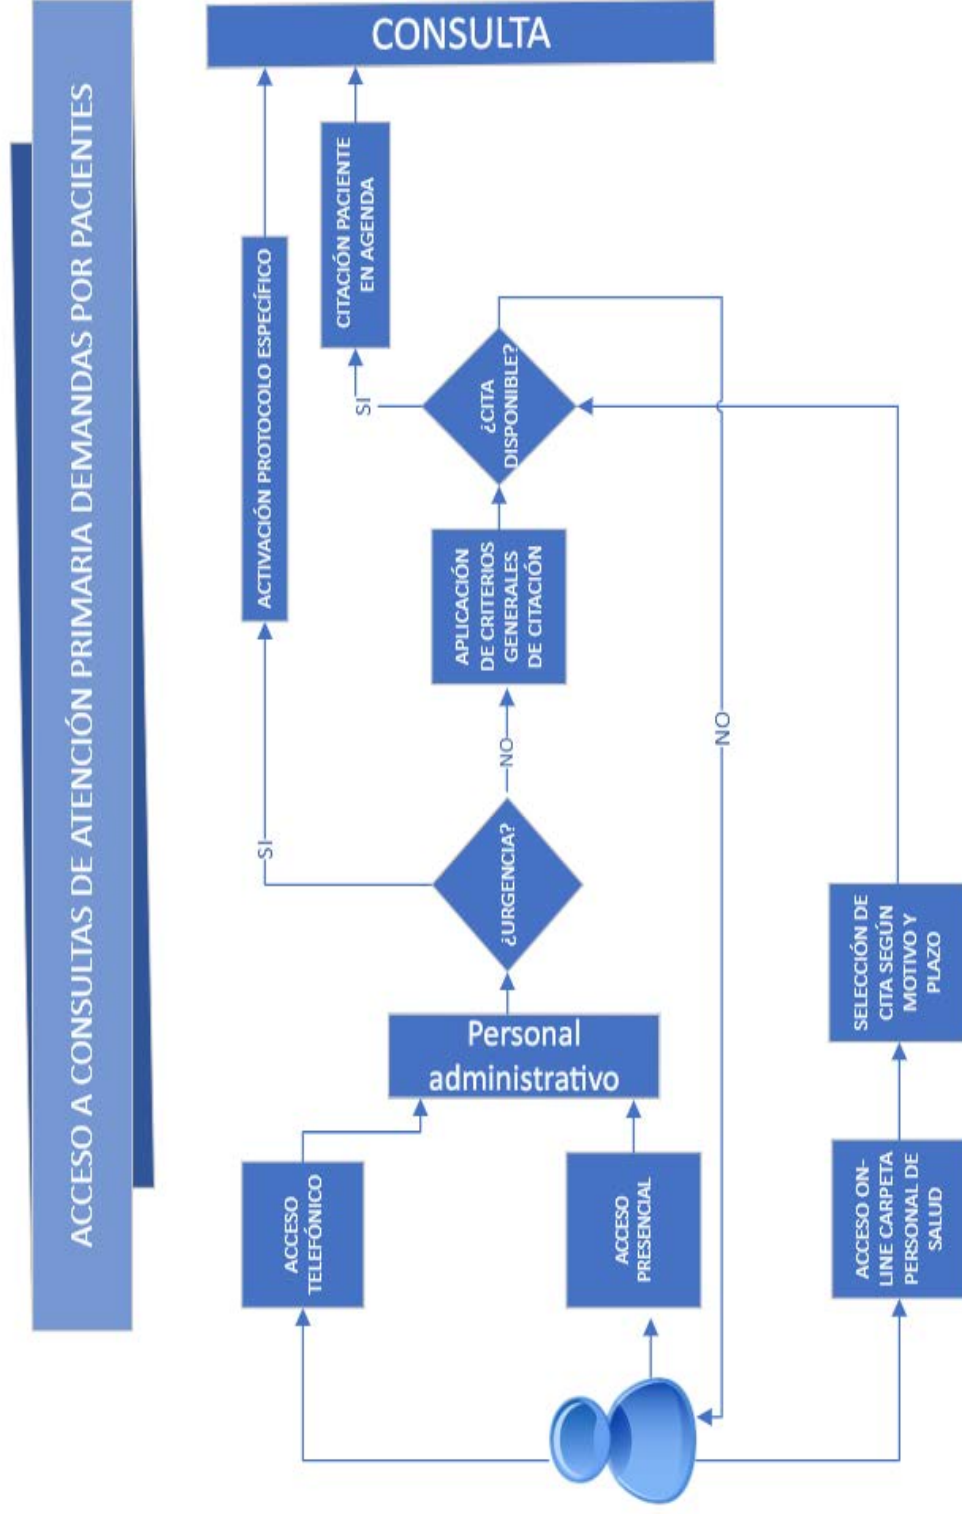 ACCESO A CONSULTAS DE ATENCIÓN PRIMARIA DEMANDAS POR PACIENTES
ACCESO
TELEFÓNICO
ACCESO
PRESENCIAL
ACCESO ON-
LINE CARPETA
PERSONAL DE
SALUD
Personal
administrativo
SELECCIÓN DE
CITA SEGÚN
MOTIVO Y
PLAZO
¿URGENCIA?
SI
NO
ACTIVACIÓN PROTOCOLO ESPECÍFICO
APLICACIÓN
DE CRITERIOS
GENERALES
DE CITACIÓN
¿CITA
DISPONIBLE?
SI
NO
CITACIÓN PACIENTE
EN AGENDA
CONSULTA